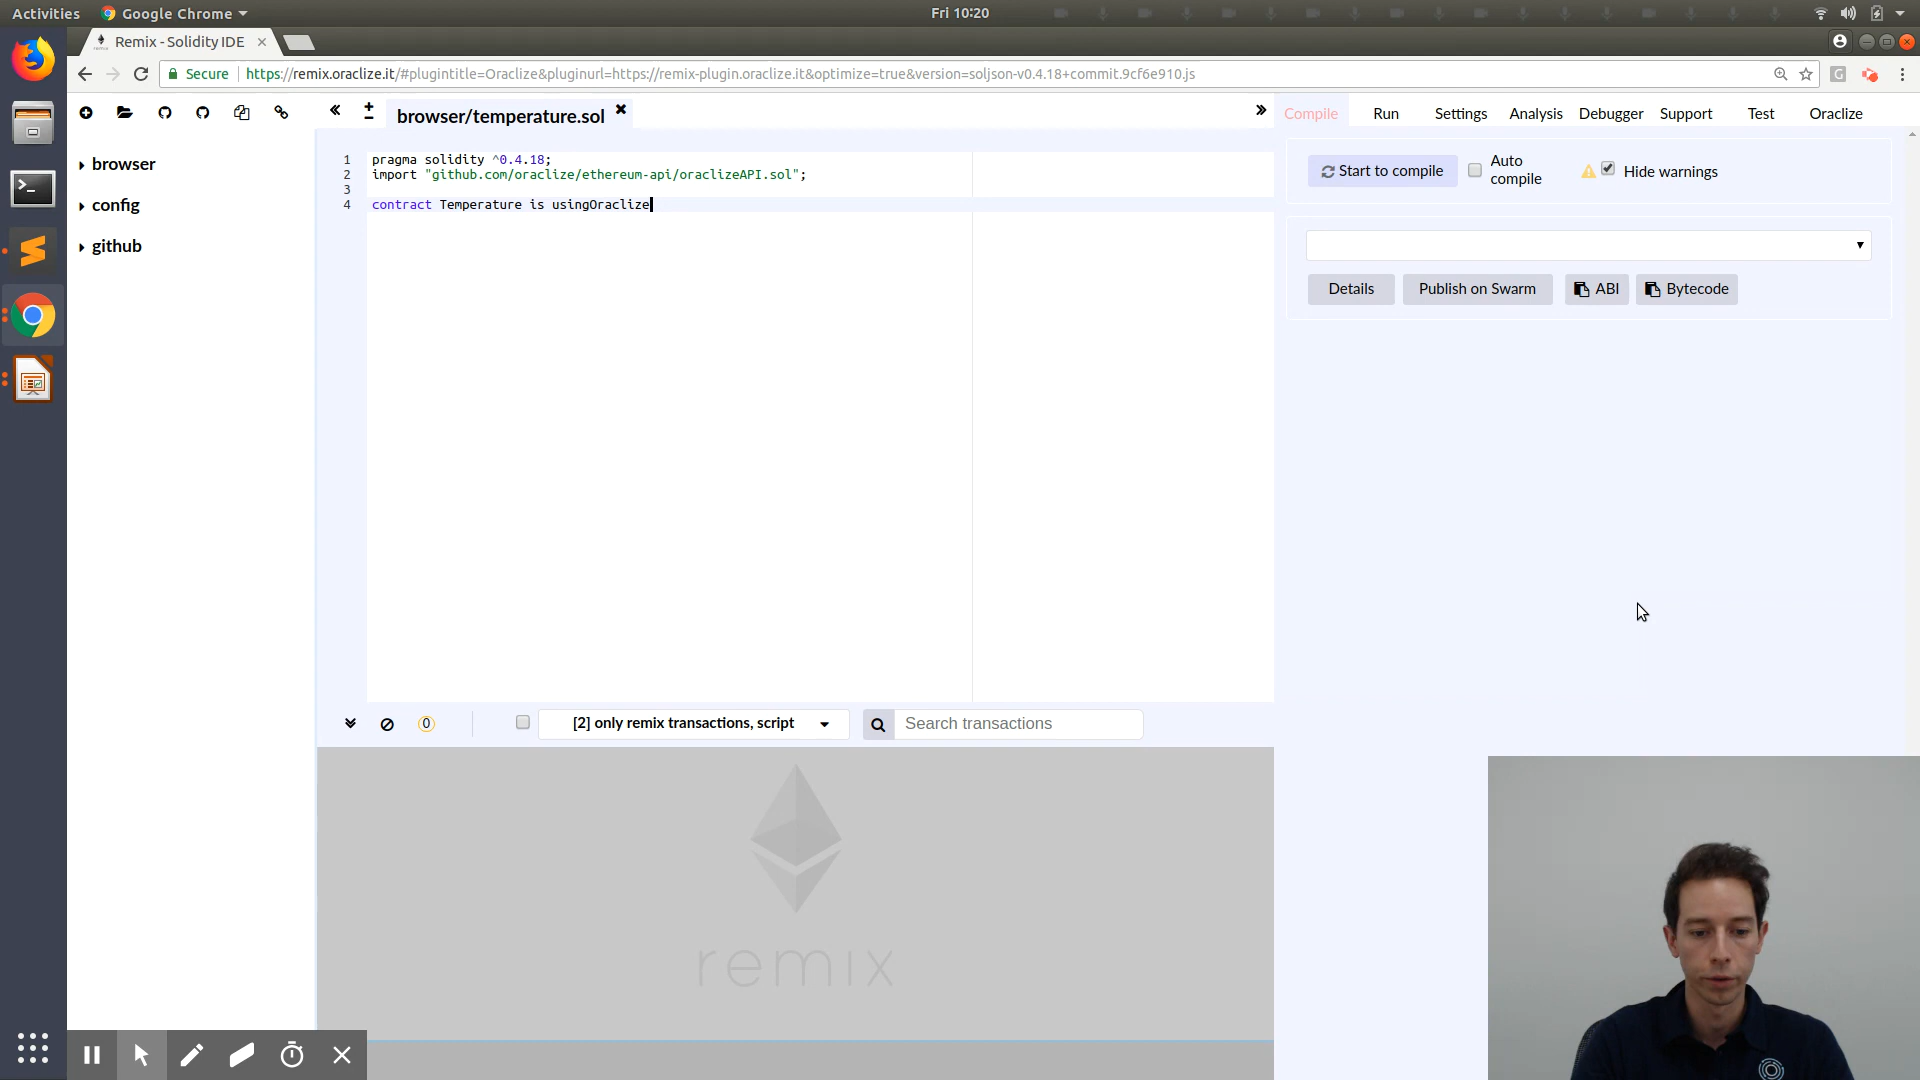 Activities
Google Chrome
Fri 10:20
Remix - Solidity IDE
Secure
https://remix.oraclize.it/#plugintitle=Oraclize&pluginurl=https://remix-plugin.oraclize.it&optimize=true&version=soljson-v0.4.18+commit.9cf6e910.js
browser/temperature.sol
Compile
Run
Settings
Analysis
Debugger
Support
Test
Oraclize
browser
config
github
1 pragma solidity ^0.4.18;
2 import "github.com/oraclize/ethereum-api/oraclizeAPI.sol";
3
4 contract Temperature is usingOraclize
Start to compile
Auto
compile
Hide warnings
Details
Publish on Swarm
ABI
Bytecode
0
[2] only remix transactions, script
Search transactions
remix